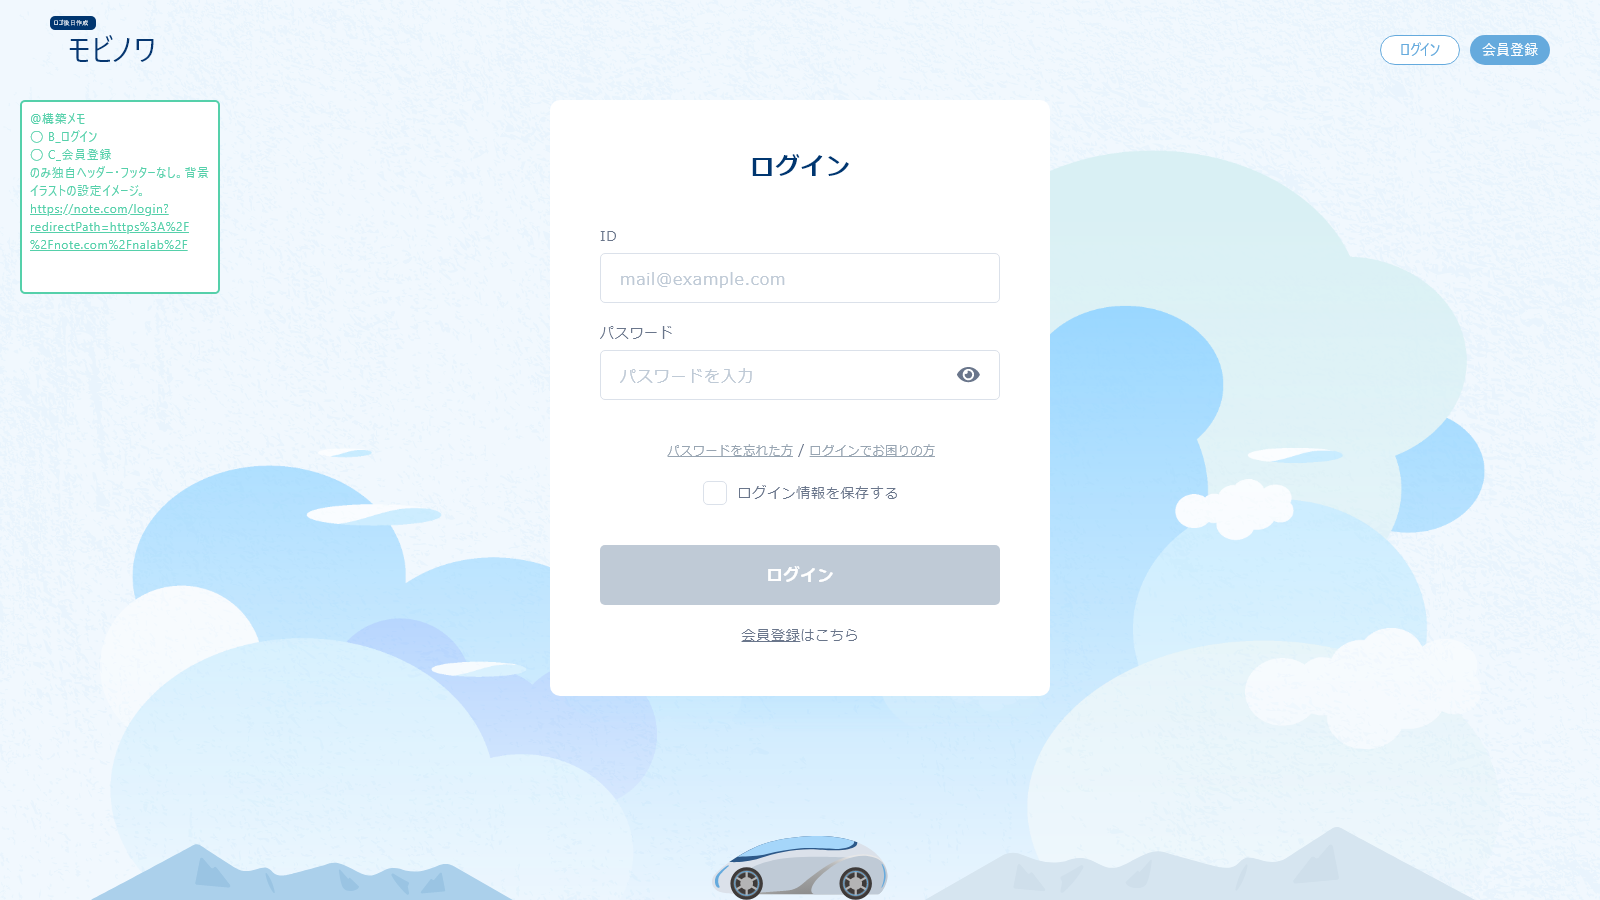 ロゴ後日作成
モビノワ
ログイン
会員登録
@構築メモ
〇 B_ログイン
〇 C_会員登録
のみ独自ヘッダー・フッターなし。背景
イラストの設定イメージ。
https://note.com/login?
redirectPath=https%3A%2F
%2Fnote.com%2Fnalab%2F
ログイン
ID
mail@example.com
パスワード
パスワードを入力
パスワードを忘れた方 / ログインでお困りの方
ログイン情報を保存する
ログイン
会員登録はこちら